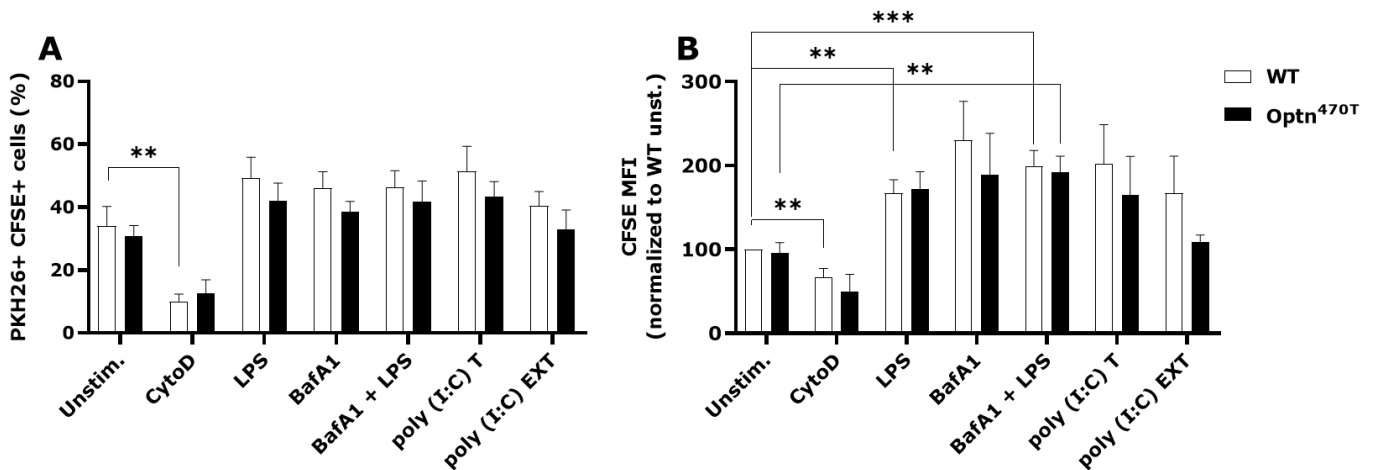 A
PKH26+ CFSE+ cells (%)
80
60
40
20
0
**
Unstim.
CytoD
LPS
BafA1
BafA1 + LPS
poly (I:C) T
poly (I:C) EXT
B
CFSE MFI
(normalized to WT unst.)
300
200
100
0
***
**
**
**
Unstim.
CytoD
LPS
BafA1
BafA1 + LPS
poly (I:C) T
poly (I:C) EXT
WT
Optn470T